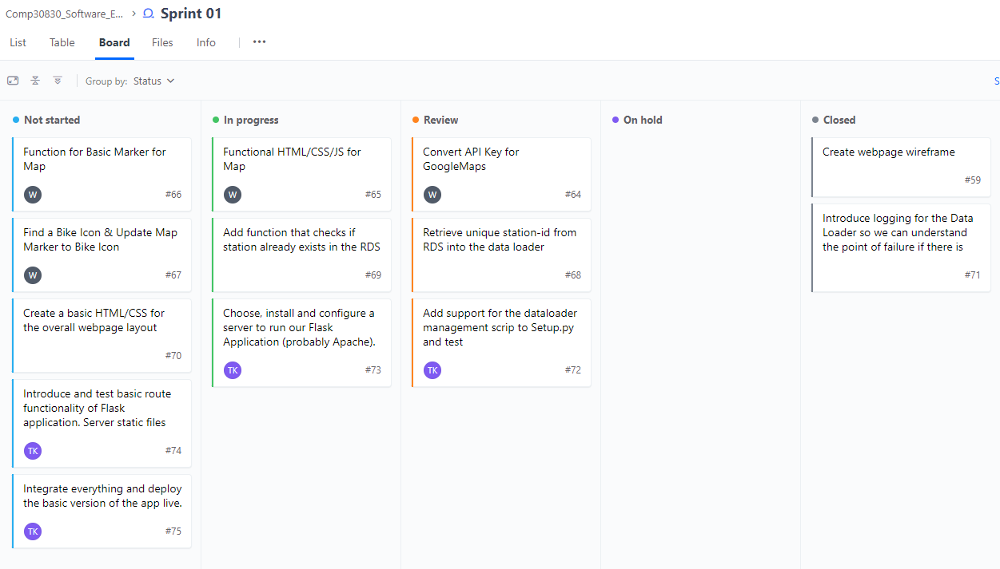 Comp30830_Software_E... > Sprint 01
List Table Board Files Info
Group by: Status
Not started
Function for Basic Marker for
Map
W #66
Find a Bike Icon & Update Map
Marker to Bike Icon
W #67
Create a basic HTML/CSS for
the overall webpage layout
#70
Introduce and test basic route
functionality of Flask
application. Server static files
TK #74
Integrate everything and deploy
the basic version of the app live.
TK #75
In progress
Functional HTML/CSS/JS for
Map
W #65
Add function that checks if
station already exists in the RDS
#69
Choose, install and configure a
server to run our Flask
Application (probably Apache).
TK #73
Review
Convert API Key for
GoogleMaps
W #64
Retrieve unique station-id from
RDS into the data loader
#68
Add support for the dataloader
management scrip to Setup.py
and test
TK #72
On hold
Closed
Create webpage wireframe
#59
Introduce logging for the Data
Loader so we can understand
the point of failure if there is
#71